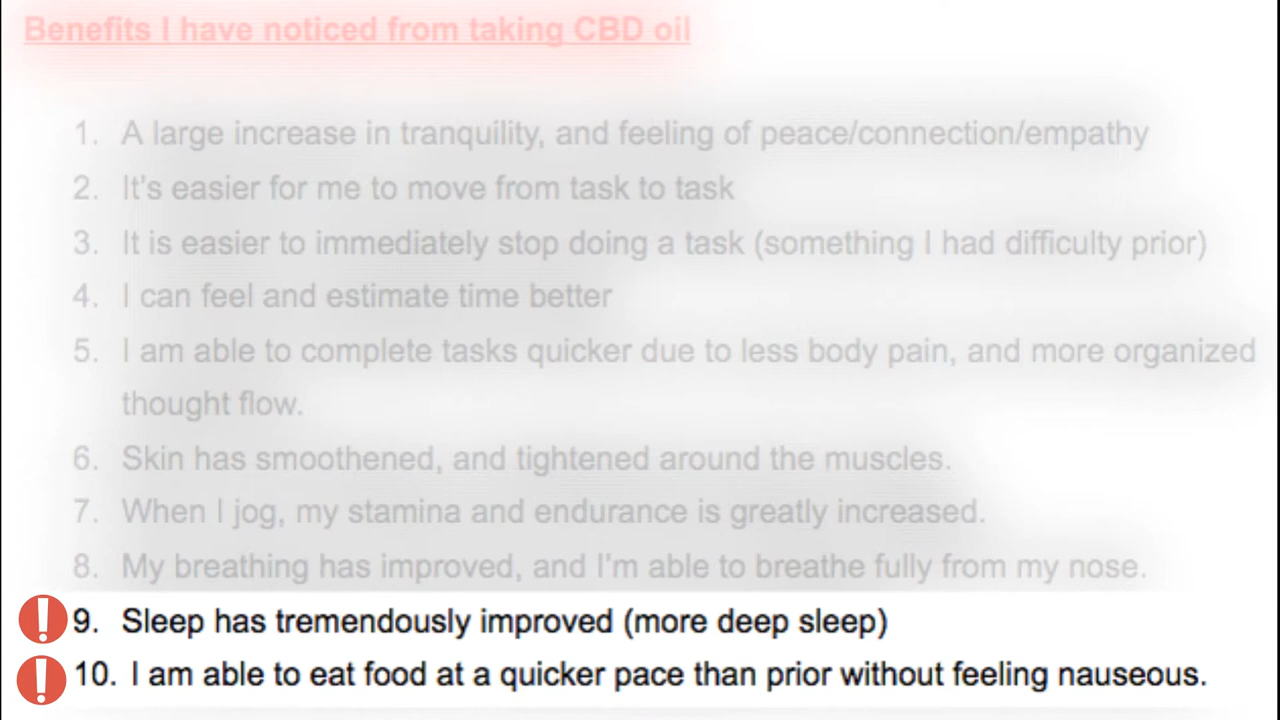 Benefits I have noticed from taking CBD oil
1. A large increase in tranquility, and feeling of peace/connection/empathy
2. It's easier for me to move from task to task
3. It is easier to immediately stop doing a task (something I had difficulty prior)
4. I can feel and estimate time better
5. I am able to complete tasks quicker due to less body pain, and more organized
thought flow.
6. Skin has smoothened, and tightened around the muscles.
7. When I jog, my stamina and endurance is greatly increased.
8. My breathing has improved, and I'm able to breathe fully from my nose.
! 9. Sleep has tremendously improved (more deep sleep)
! 10. I am able to eat food at a quicker pace than prior without feeling nauseous.